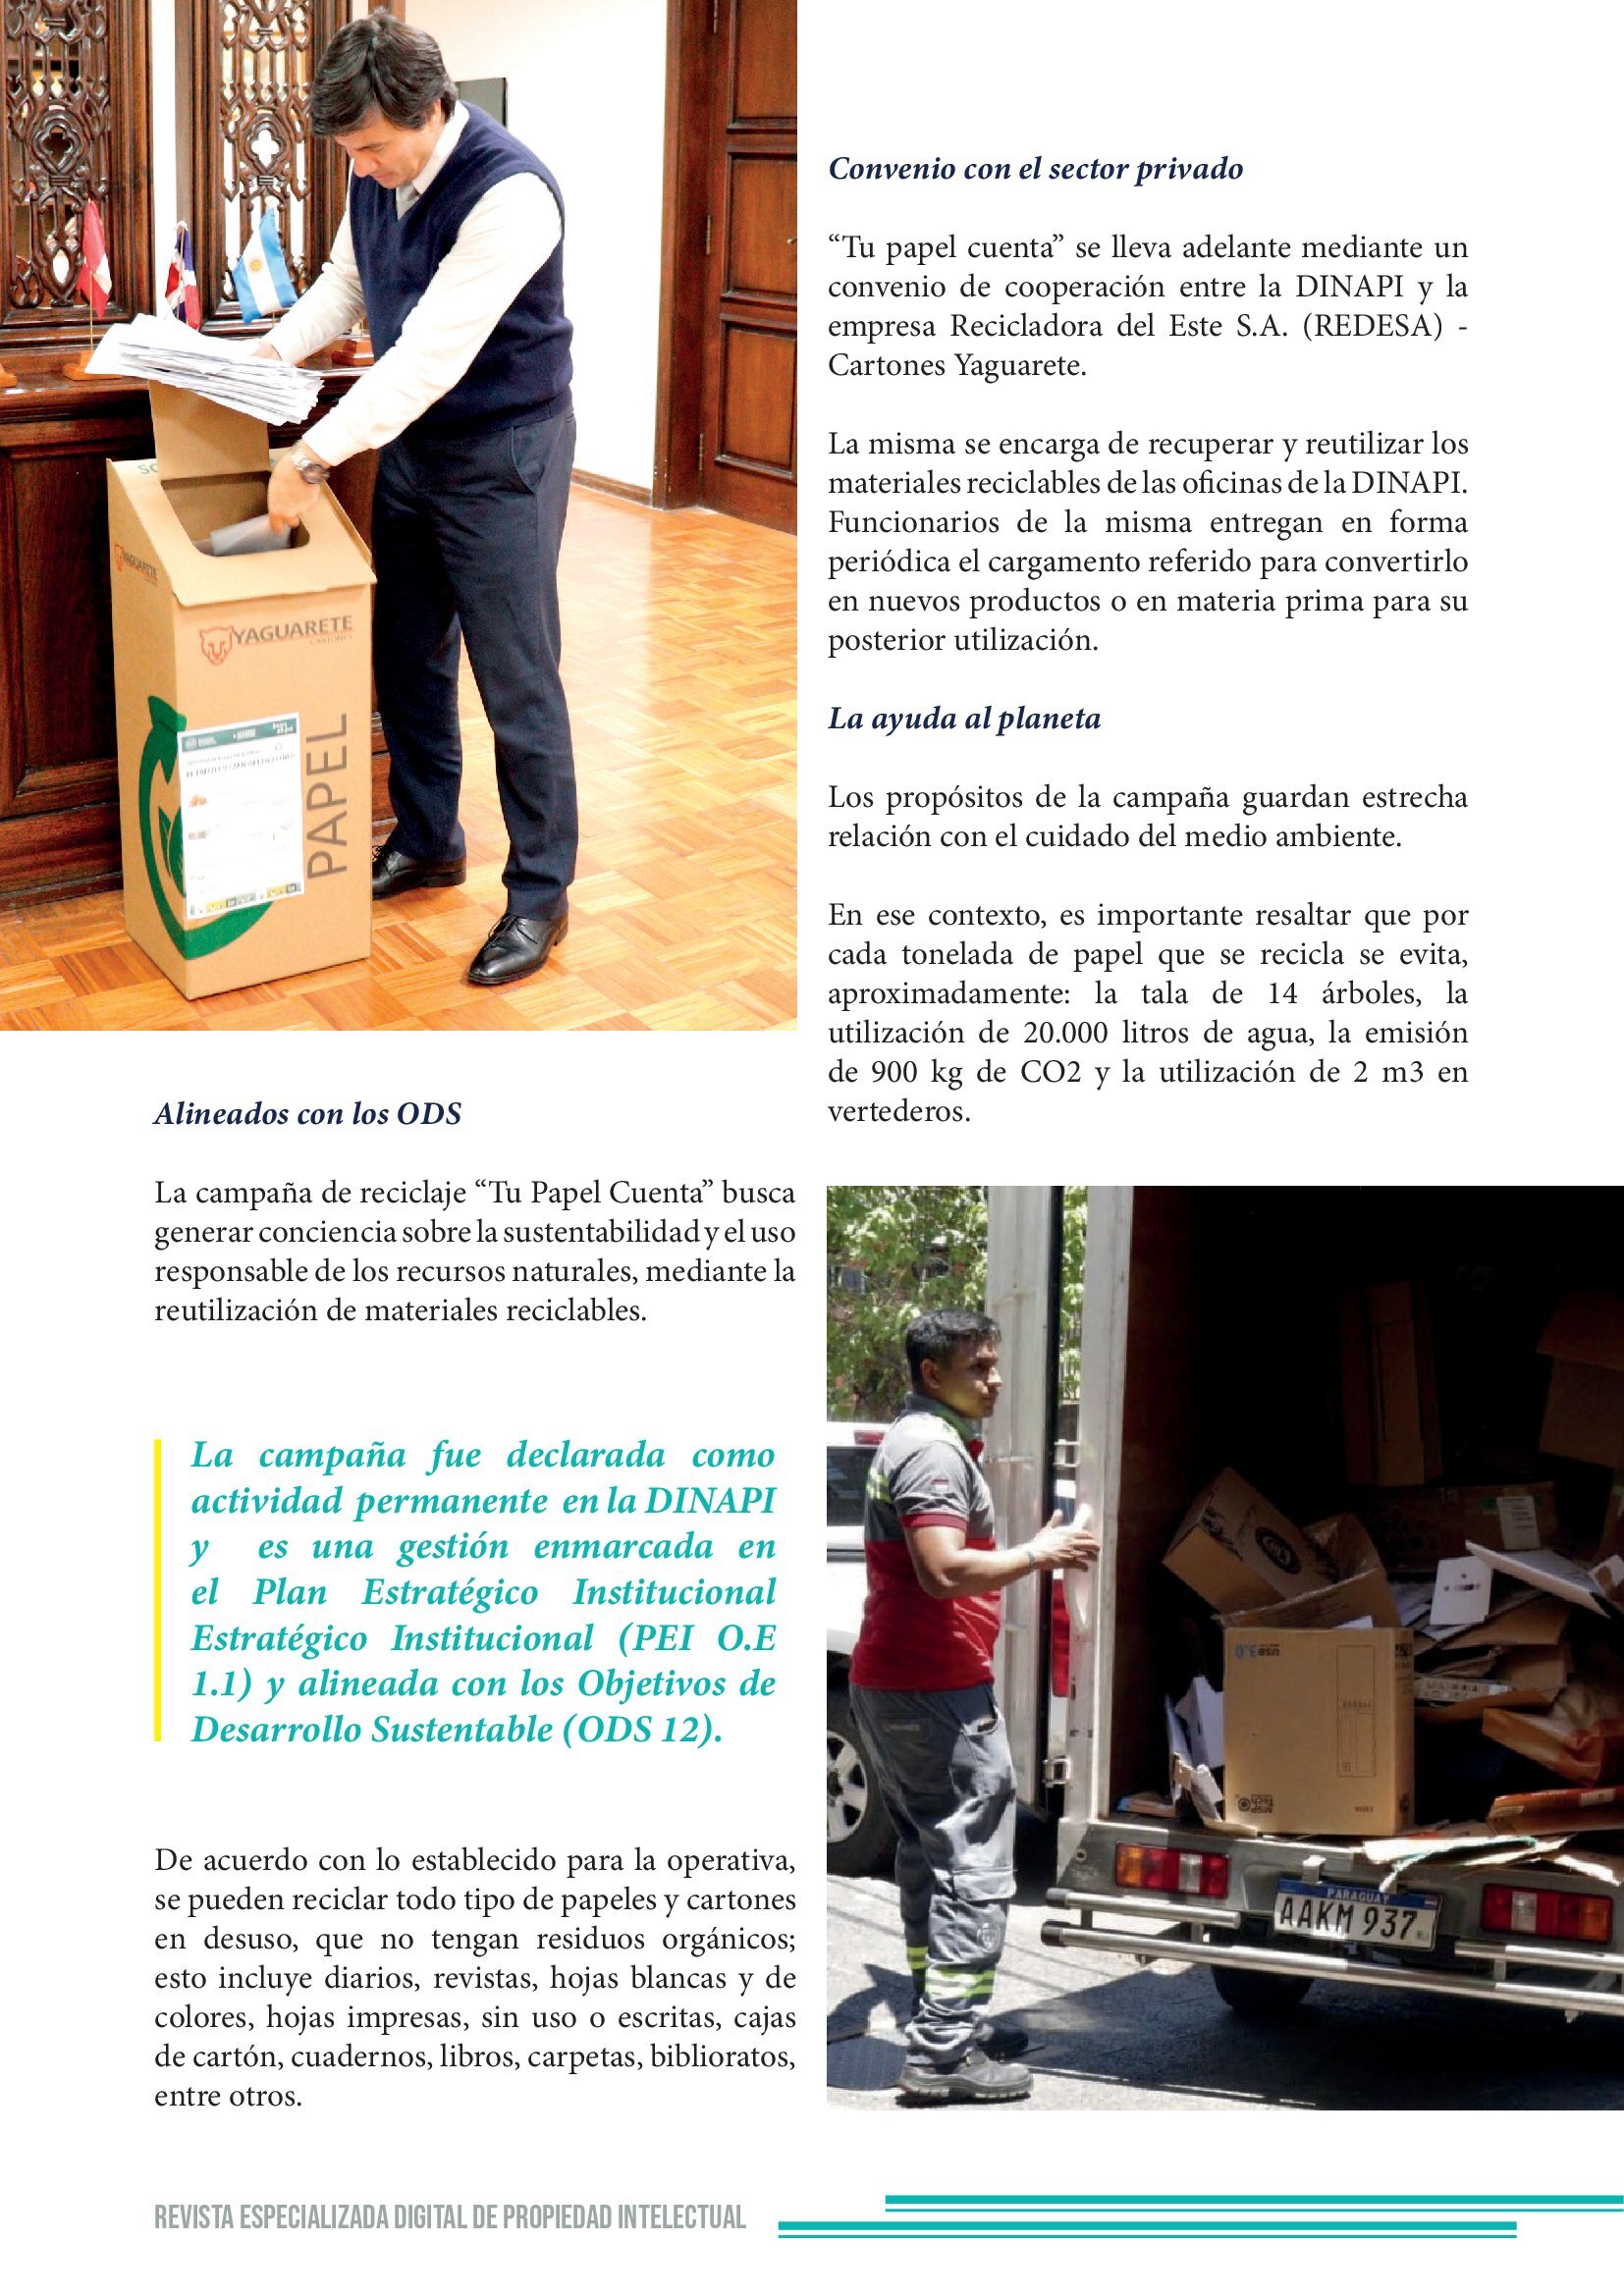 YAGUARETE
YAGUARETE
CARTONES
PAPEL
Alineados con los ODS
La campaña de reciclaje “Tu Papel Cuenta” busca
generar conciencia sobre la sustentabilidad y el uso
responsable de los recursos naturales, mediante la
reutilización de materiales reciclables.
La campaña fue declarada como
actividad permanente en la DINAPI
y es una gestión enmarcada en
el Plan Estratégico Institucional
Estratégico Institucional (PEI O.E
1.1) y alineada con los Objetivos de
Desarrollo Sustentable (ODS 12).
De acuerdo con lo establecido para la operativa,
se pueden reciclar todo tipo de papeles y cartones
en desuso, que no tengan residuos orgánicos;
esto incluye diarios, revistas, hojas blancas y de
colores, hojas impresas, sin uso o escritas, cajas
de cartón, cuadernos, libros, carpetas, biblioratos,
entre otros.
Convenio con el sector privado
“Tu papel cuenta” se lleva adelante mediante un
convenio de cooperación entre la DINAPI y la
empresa Recicladora del Este S.A. (REDESA) -
Cartones Yaguarete.
La misma se encarga de recuperar y reutilizar los
materiales reciclables de las oficinas de la DINAPI.
Funcionarios de la misma entregan en forma
periódica el cargamento referido para convertirlo
en nuevos productos o en materia prima para su
posterior utilización.
La ayuda al planeta
Los propósitos de la campaña guardan estrecha
relación con el cuidado del medio ambiente.
En ese contexto, es importante resaltar que por
cada tonelada de papel que se recicla se evita,
aproximadamente: la tala de 14 árboles, la
utilización de 20.000 litros de agua, la emisión
de 900 kg de CO2 y la utilización de 2 m3 en
vertederos.
PARAGUAY
AAKM 937
REVISTA ESPECIALIZADA DIGITAL DE PROPIEDAD INTELECTUAL